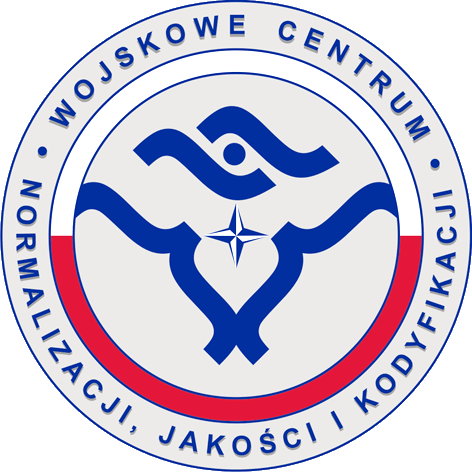 WOJSKOWE CENTRUM
NORMALIZACJI, JAKOŚCI I KODYFIKACJI